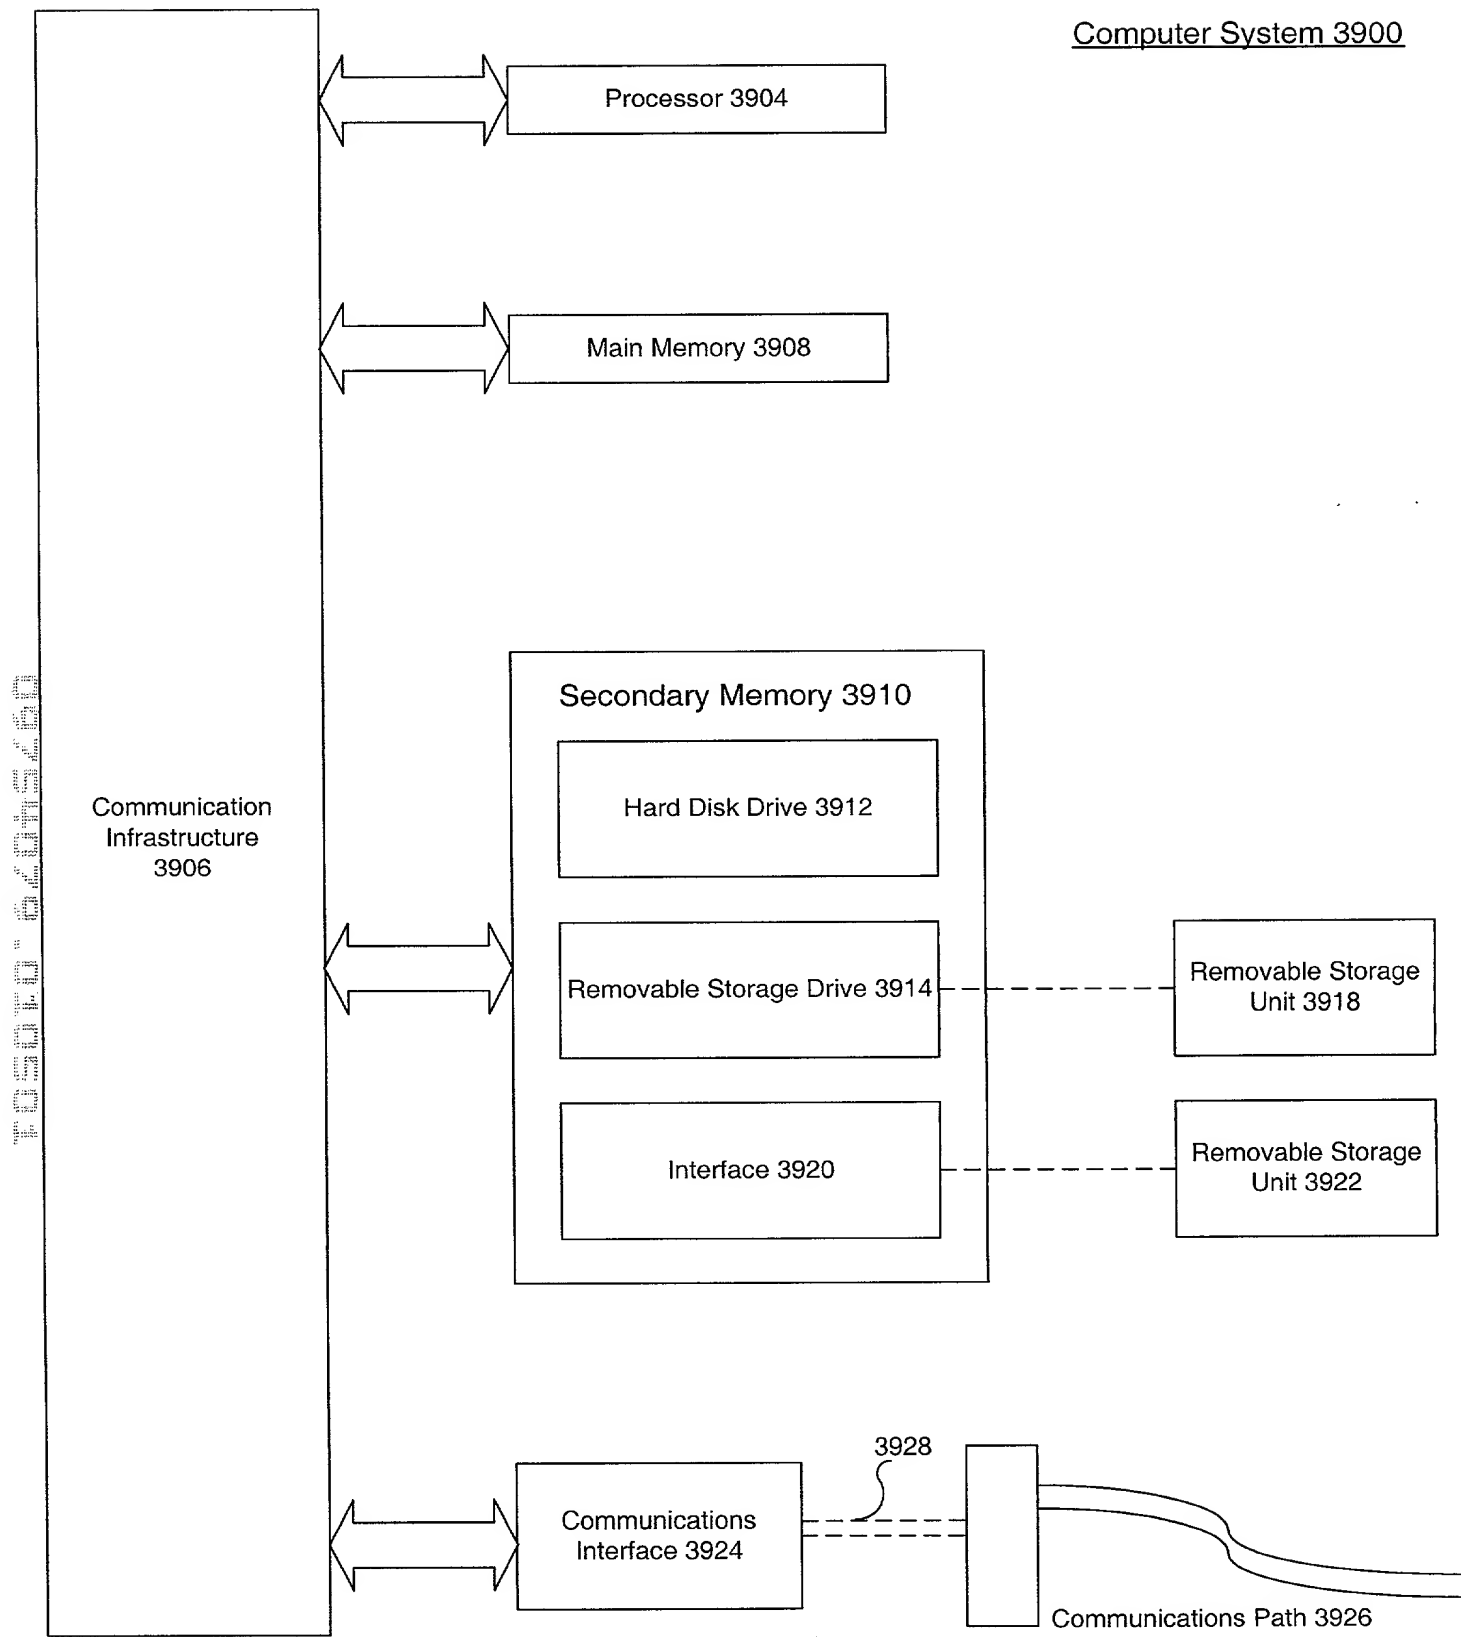 Computer System 3900
Processor 3904
Main Memory 3908
Secondary Memory 3910
Hard Disk Drive 3912
Communication
Infrastructure
3906
Removable Storage Drive 3914
Removable Storage
Unit 3918
Interface 3920
Removable Storage
Unit 3922
3928
Communications
Interface 3924
Communications Path 3926